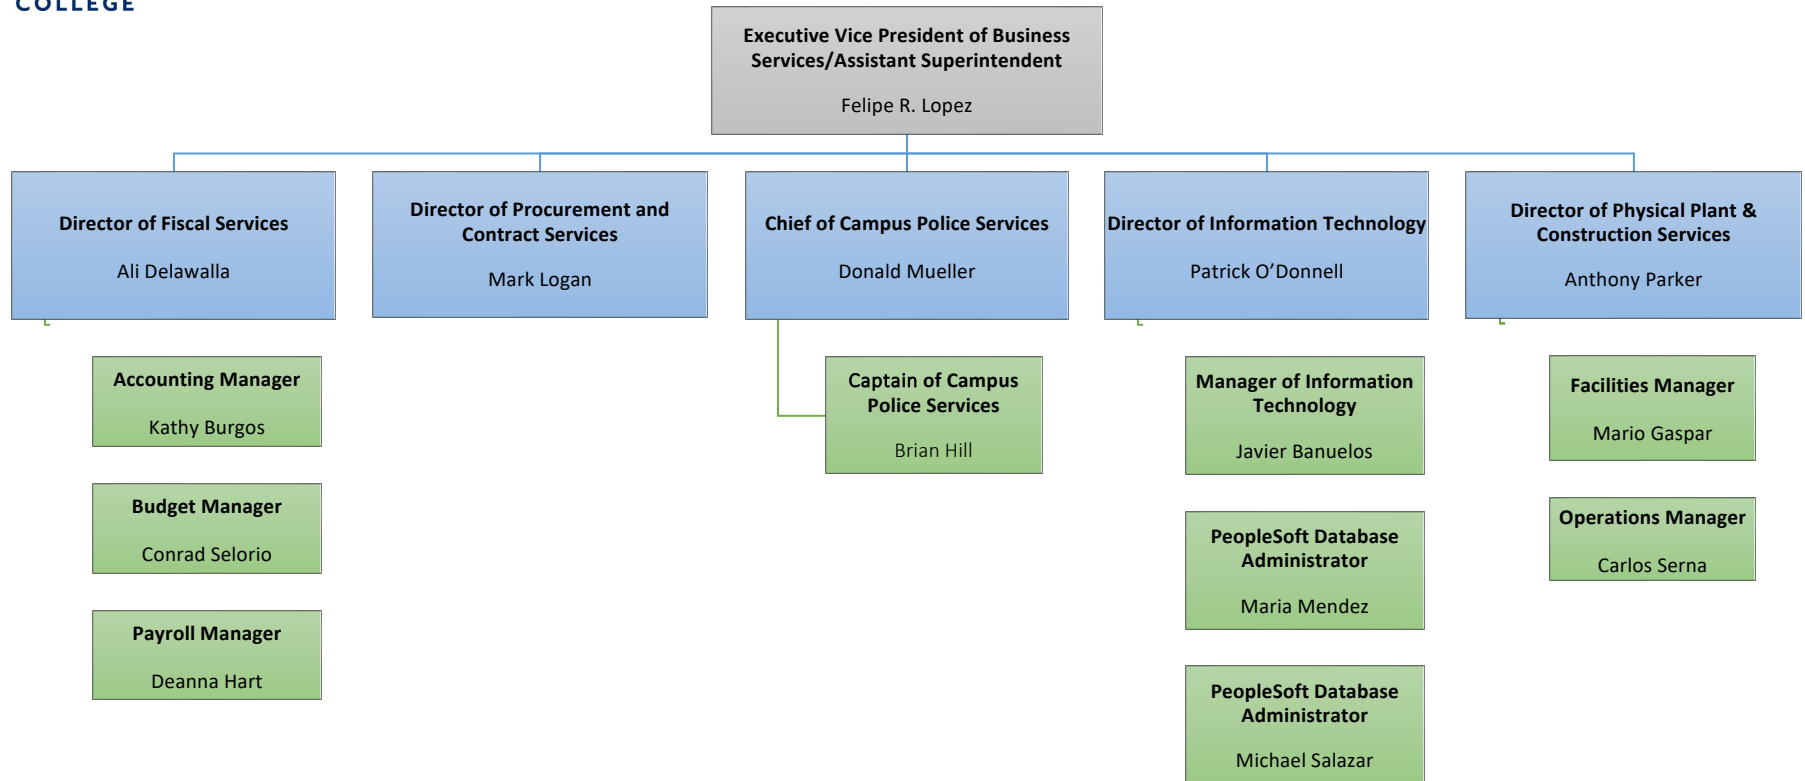 COLLEGE
Executive Vice President of Business
Services/Assistant Superintendent
Felipe R. Lopez
Director of Fiscal Services
Ali Delawalla
Director of Procurement and
Contract Services
Mark Logan
Chief of Campus Police Services
Donald Mueller
Director of Information Technology
Patrick O’Donnell
Director of Physical Plant &
Construction Services
Anthony Parker
Accounting Manager
Kathy Burgos
Budget Manager
Conrad Selorio
Payroll Manager
Deanna Hart
Captain of Campus
Police Services
Brian Hill
Manager of Information
Technology
Javier Banuelos
PeopleSoft Database
Administrator
Maria Mendez
PeopleSoft Database
Administrator
Michael Salazar
Facilities Manager
Mario Gaspar
Operations Manager
Carlos Serna